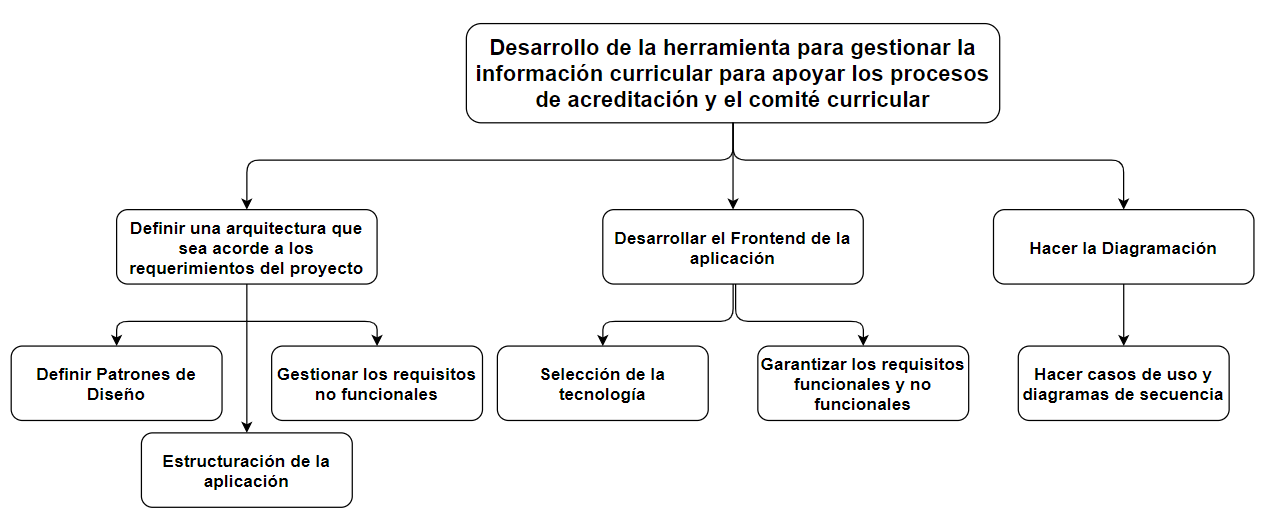 Desarrollo de la herramienta para gestionar la
información curricular para apoyar los procesos
de acreditación y el comité curricular
Definir una arquitectura que
sea acorde a los
requerimientos del proyecto
Desarrollar el Frontend de la
aplicación
Hacer la Diagramación
Definir Patrones de
Diseño
Gestionar los requisitos
no funcionales
Selección de la
tecnología
Garantizar los requisitos
funcionales y no
funcionales
Hacer casos de uso y
diagramas de secuencia
Estructuración de la
aplicación